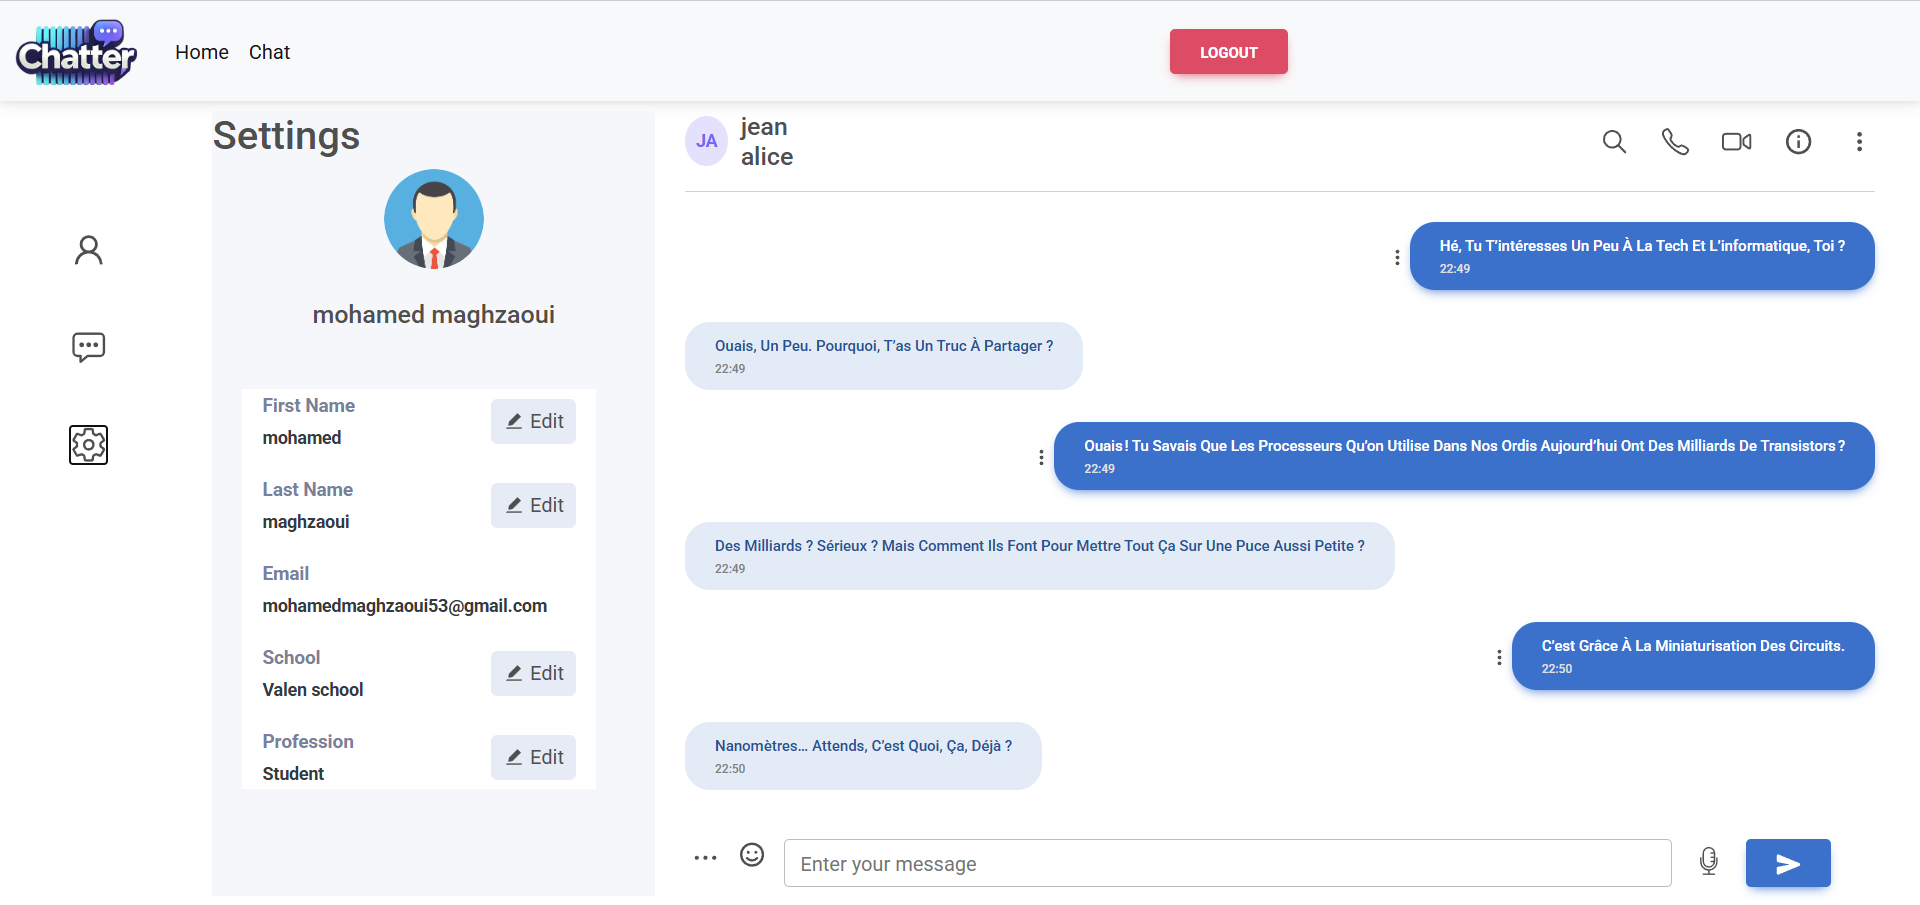 Chatter
Home
Chat
LOGOUT
Settings
mohamed maghzaoui
First Name
mohamed
Edit
Last Name
maghzaoui
Edit
Email
mohamedmaghzaoui53@gmail.com
School
Valen school
Edit
Profession
Student
Edit
JA
jean
alice
Hé, Tu T’intéresses Un Peu À La Tech Et L’informatique, Toi ?
22:49
Ouais, Un Peu. Pourquoi, T’as Un Truc À Partager ?
22:49
Ouais ! Tu Savais Que Les Processeurs Qu’on Utilise Dans Nos Ordis Aujourd’hui Ont Des Milliards De Transistors ?
22:49
Des Milliards ? Sérieux ? Mais Comment Ils Font Pour Mettre Tout Ça Sur Une Puce Aussi Petite ?
22:49
C’est Grâce À La Miniaturisation Des Circuits.
22:50
Nanomètres... Attends, C’est Quoi, Ça, Déjà ?
22:50
Enter your message